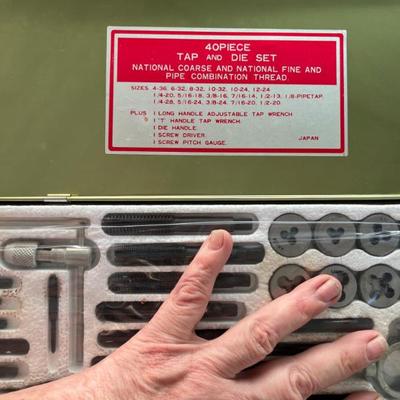 40PIECE
TAP AND DIE SET
NATIONAL COARSE AND NATIONAL FINE AND
PIPE COMBINATION THREAD.
SIZES 4-36, 6-32, 8-32, 10-32, 10-24, 12-24
1/4-20, 5/16-18, 3/8-16, 7/16-14, 1/2-13, 1/8-PIPETAP,
1/4-28, 5/16-24, 3/8-24, 7/16-20, 1/2-20.
PLUS 1 LONG HANDLE ADJUSTABLE TAP WRENCH
1 "T" HANDLE TAP WRENCH.
1 DIE HANDLE.
1 SCREW DRIVER.
1 SCREW PITCH GAUGE. JAPAN